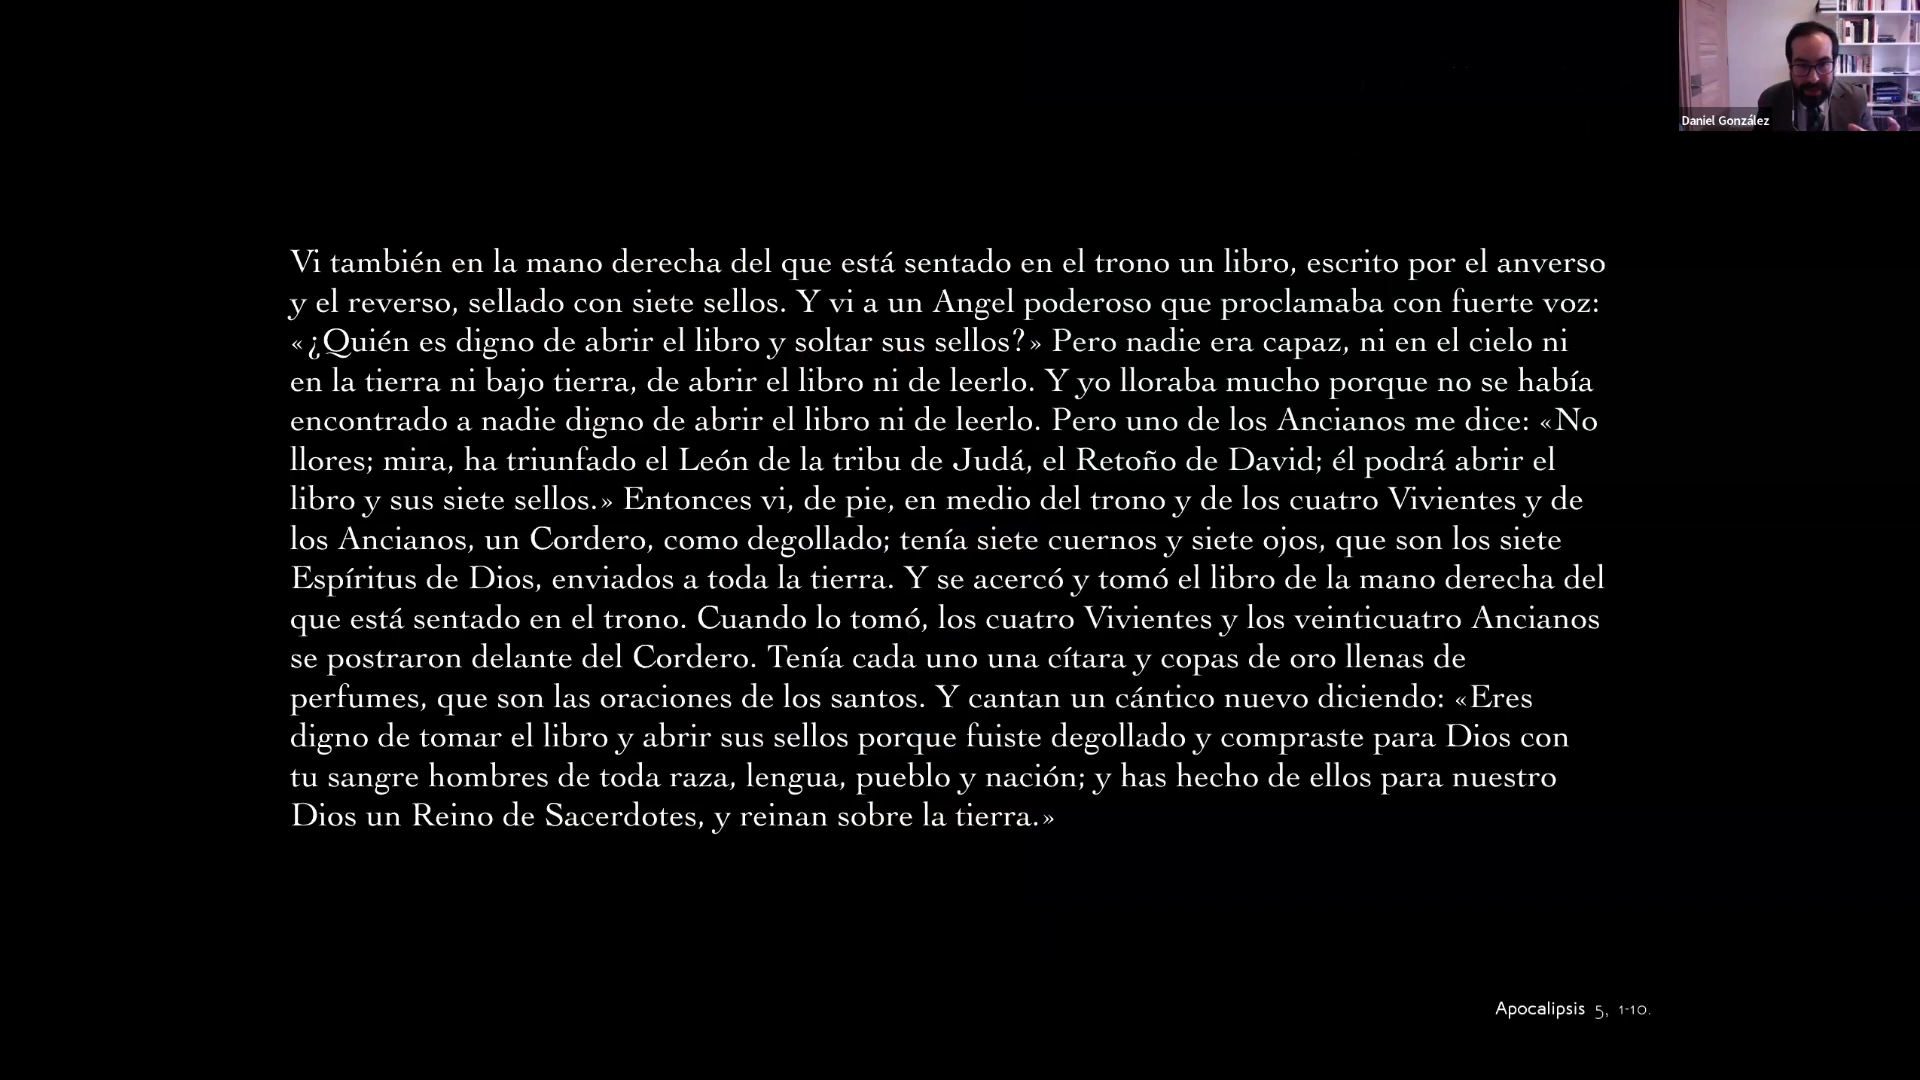 Daniel González
Vi también en la mano derecha del que está sentado en el trono un libro, escrito por el anverso
y el reverso, sellado con siete sellos. Y vi a un Angel poderoso que proclamaba con fuerte voz:
«¿Quién es digno de abrir el libro y soltar sus sellos?» Pero nadie era capaz, ni en el cielo ni
en la tierra ni bajo tierra, de abrir el libro ni de leerlo. Y yo lloraba mucho porque no se había
encontrado a nadie digno de abrir el libro ni de leerlo. Pero uno de los Ancianos me dice: «No
llores; mira, ha triunfado el León de la tribu de Judá, el Retoño de David; él podrá abrir el
libro y sus siete sellos.» Entonces vi, de pie, en medio del trono y de los cuatro Vivientes y de
los Ancianos, un Cordero, como degollado; tenía siete cuernos y siete ojos, que son los siete
Espíritus de Dios, enviados a toda la tierra. Y se acercó y tomó el libro de la mano derecha del
que está sentado en el trono. Cuando lo tomó, los cuatro Vivientes y los veinticuatro Ancianos
se postraron delante del Cordero. Tenía cada uno una cítara y copas de oro llenas de
perfumes, que son las oraciones de los santos. Y cantan un cántico nuevo diciendo: «Eres
digno de tomar el libro y abrir sus sellos porque fuiste degollado y compraste para Dios con
tu sangre hombres de toda raza, lengua, pueblo y nación; y has hecho de ellos para nuestro
Dios un Reino de Sacerdotes, y reinan sobre la tierra.»
Apocalipsis 5, 1-10.